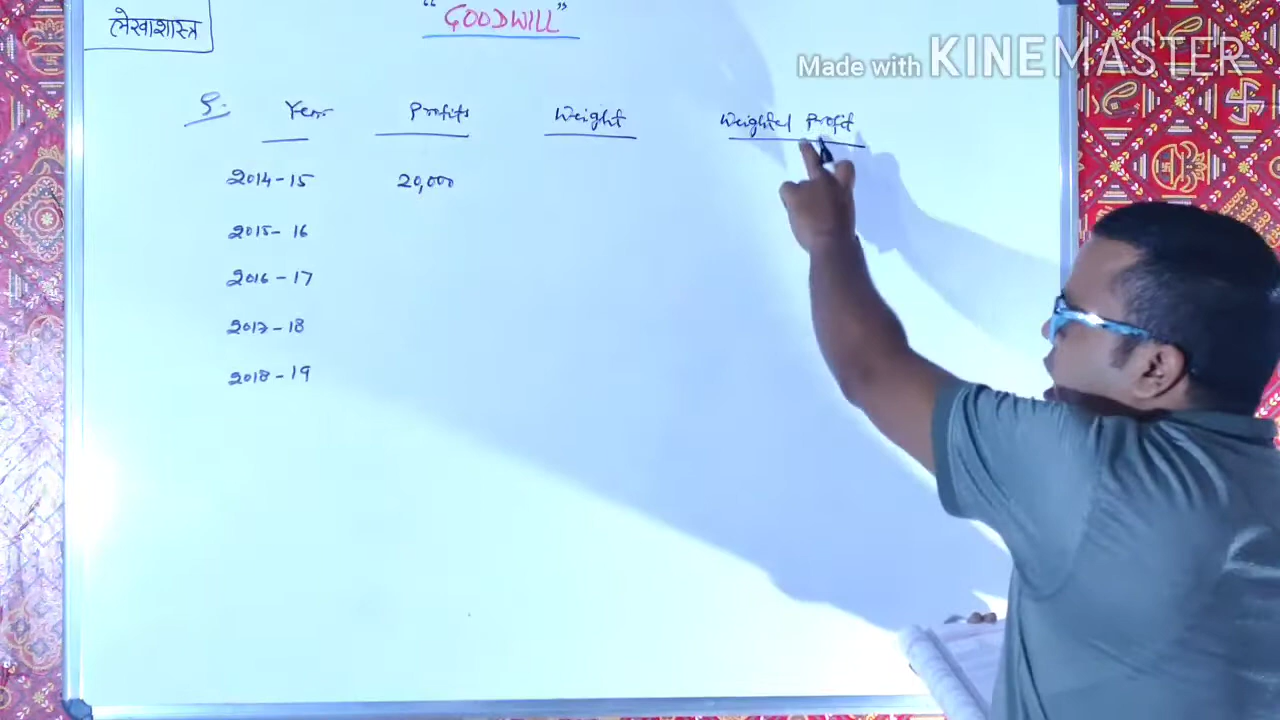 लेखाशास्त्र
"GOODWILL"
Made with KINEMASTER
Q. Year Profits Weight Weighted Profit
2014-15 20,000
2015-16
2016-17
2017-18
2018-19